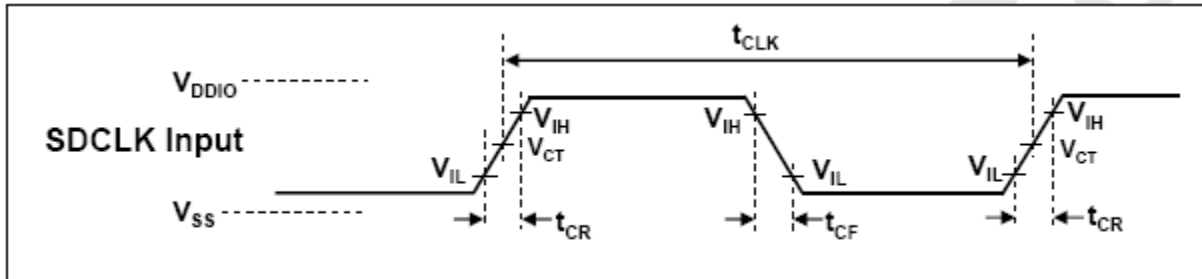 tCLK
VDDIO
SDCLK Input
VIH VIH VIH
VCT VCT
VIL VIL VIL
VSS
tCR tCF tCR